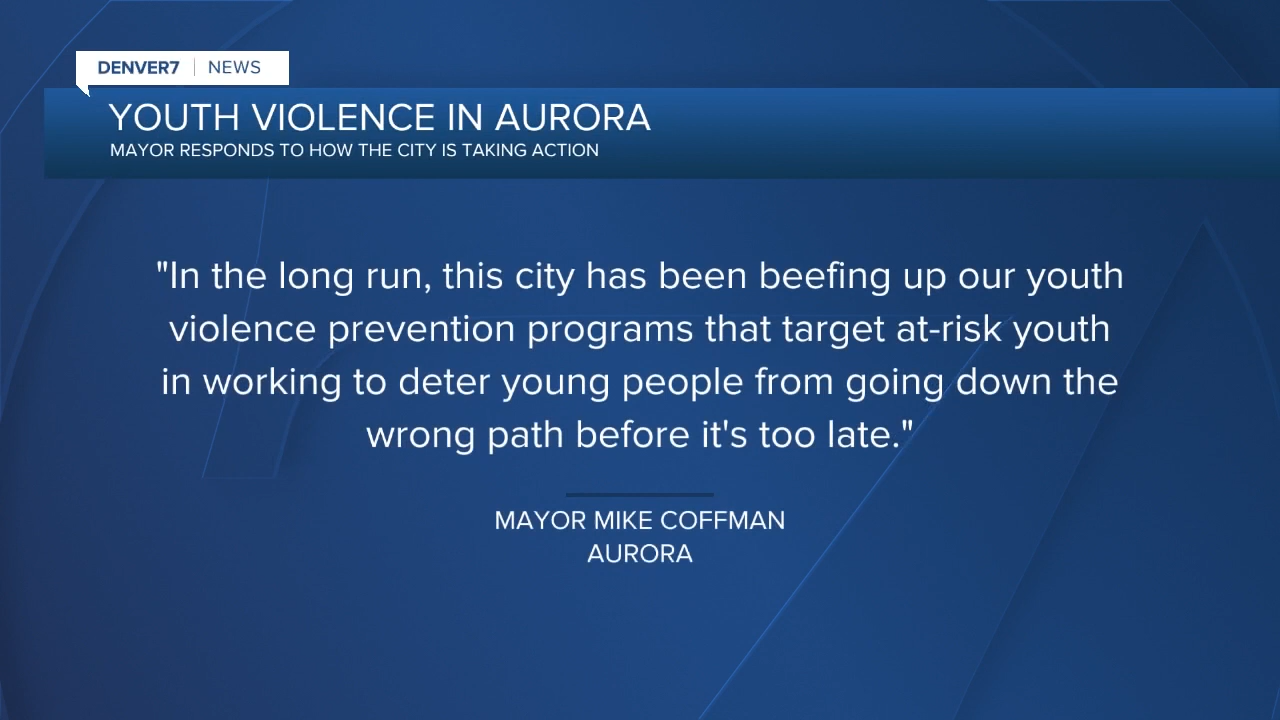 DENVER7 | NEWS
YOUTH VIOLENCE IN AURORA
MAYOR RESPONDS TO HOW THE CITY IS TAKING ACTION
"In the long run, this city has been beefing up our youth
violence prevention programs that target at-risk youth
in working to deter young people from going down the
wrong path before it's too late."
MAYOR MIKE COFFMAN
AURORA